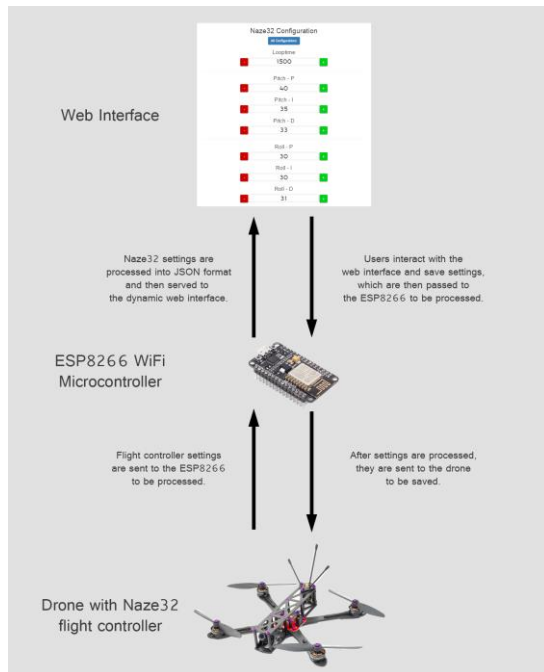 Naze32 Configuration
Looptime
1500
Pitch - P
40
Pitch - I
35
Pitch - D
33
Roll - P
30
Roll - I
30
Roll - D
31
Web Interface
Naze32 settings are
processed into JSON format
and then served to
the dynamic web interface.
Users interact with the
web interface and save settings,
which are then passed to
the ESP8266 to be processed.
ESP8266 WiFi
Microcontroller
Flight controller settings
are sent to the ESP8266
to be processed.
After settings are processed,
they are sent to the drone
to be saved.
Drone with Naze32
flight controller